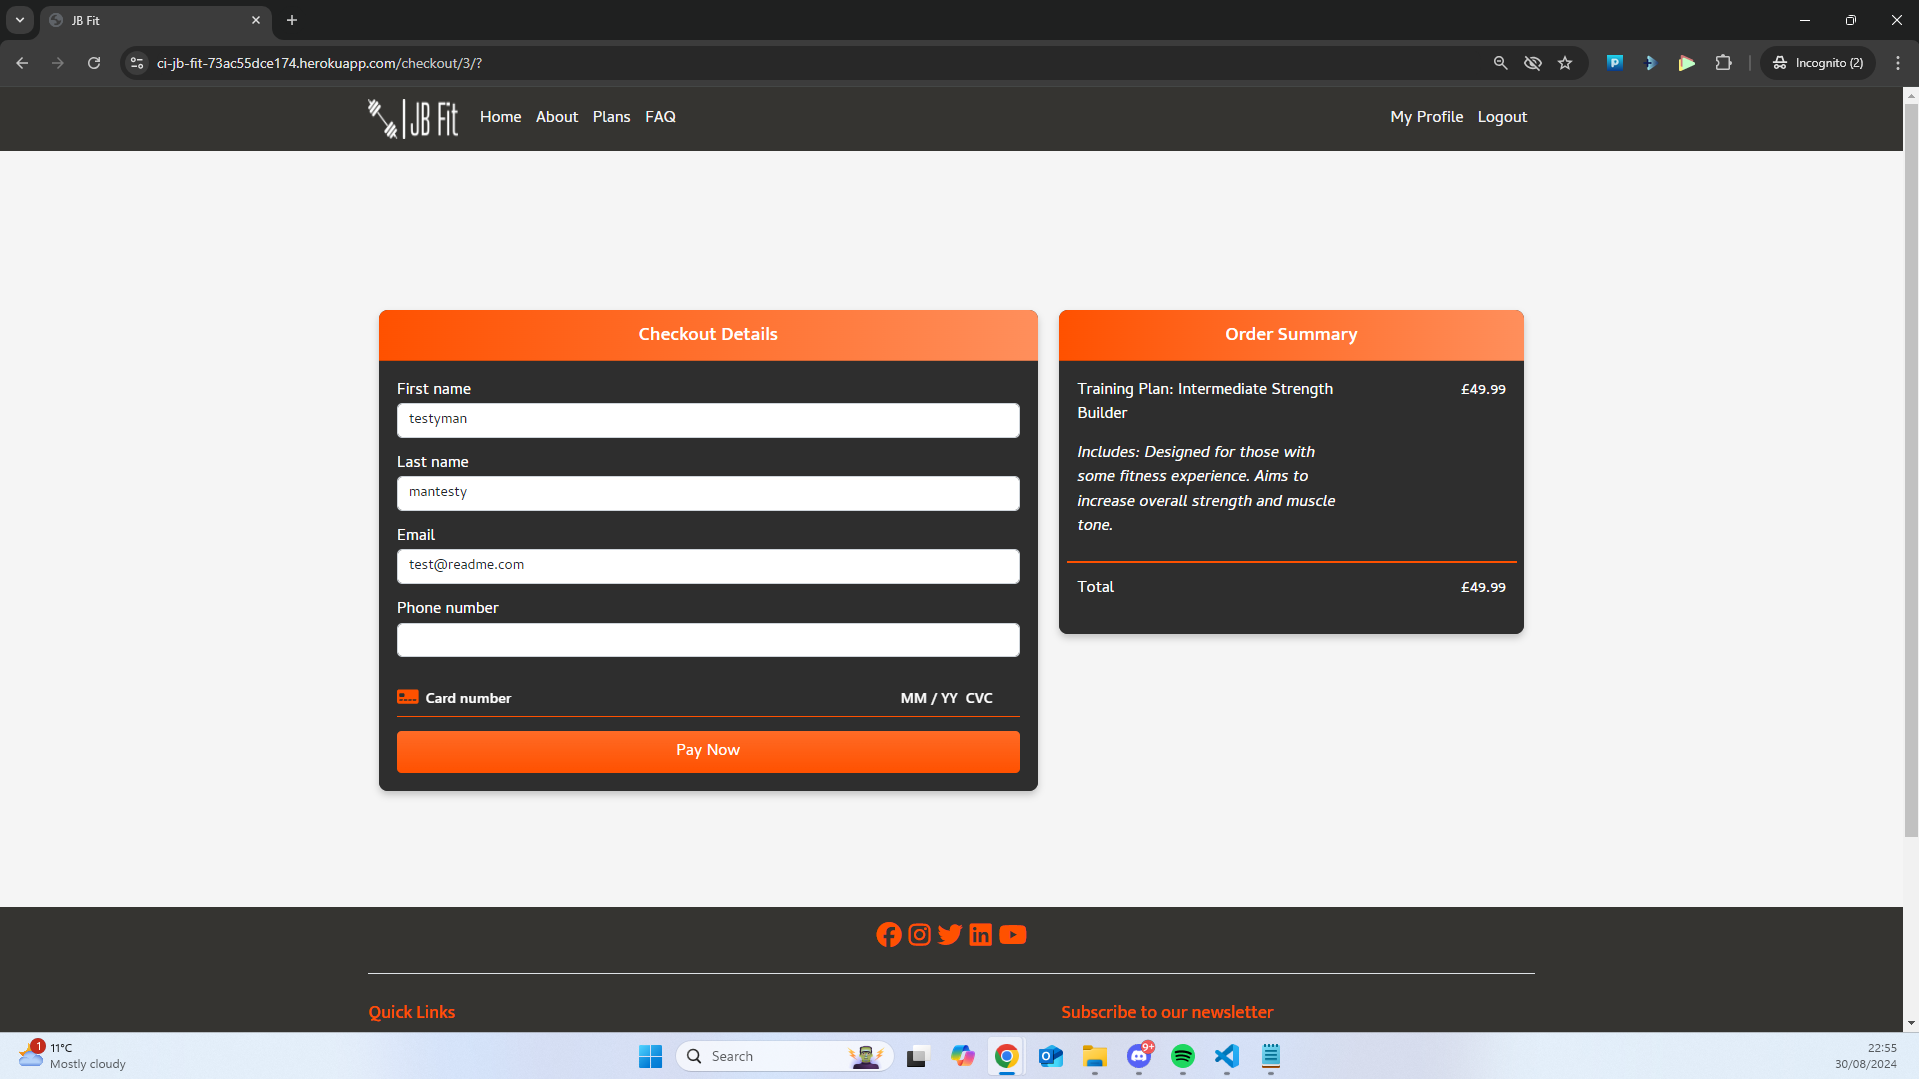 JB Fit
ci-jb-fit-73ac55dce174.herokuapp.com/checkout/3/?
Incognito (2)
JB Fit
Home About Plans FAQ
My Profile Logout
Checkout Details
First name
testyman
Last name
mantesty
Email
test@readme.com
Phone number
Card number MM / YY CVC
Pay Now
Order Summary
Training Plan: Intermediate Strength £49.99
Builder
Includes: Designed for those with
some fitness experience. Aims to
increase overall strength and muscle
tone.
Total £49.99
Quick Links
Subscribe to our newsletter
1
11°C
Mostly cloudy
Search
9+
22:55
30/08/2024